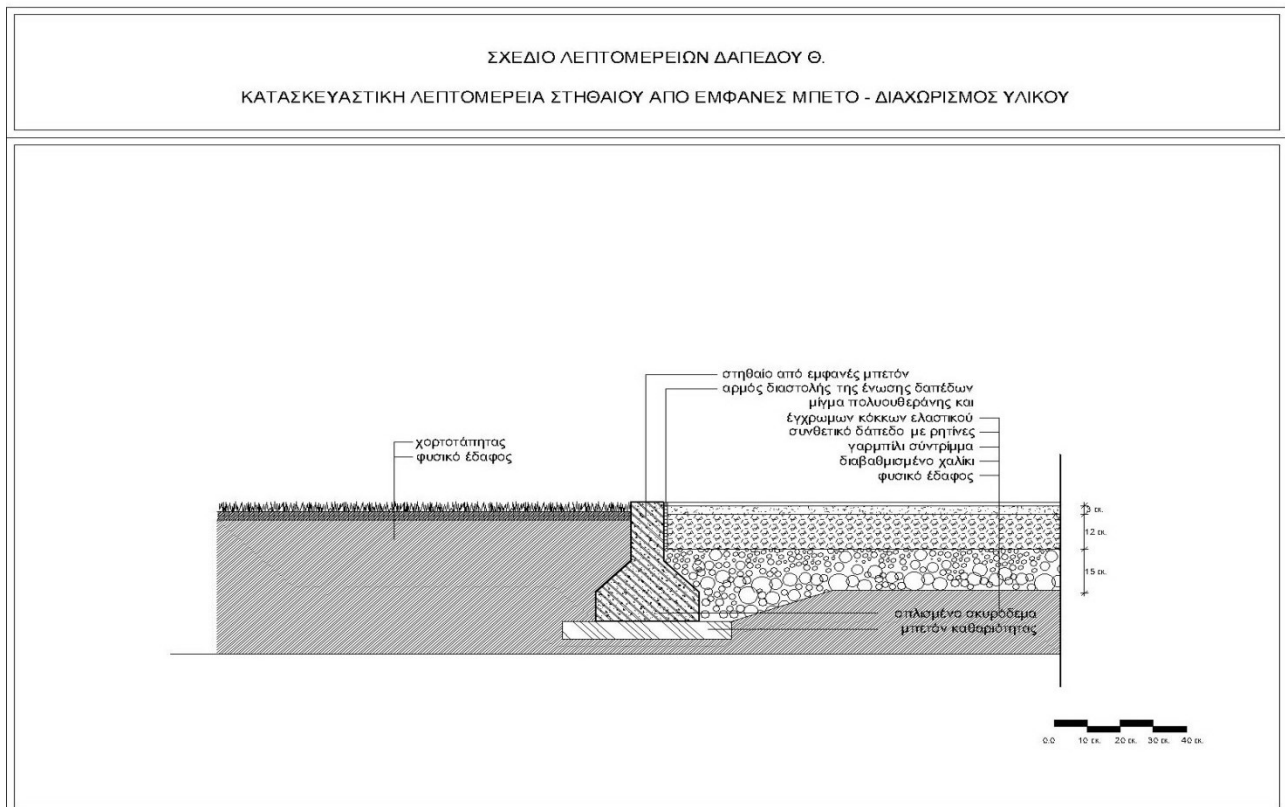 ΣΧΕΔΙΟ ΛΕΠΤΟΜΕΡΕΙΩΝ ΔΑΠΕΔΟΥ Θ.
ΚΑΤΑΣΚΕΥΑΣΤΙΚΗ ΛΕΠΤΟΜΕΡΕΙΑ ΣΤΗΘΑΙΟΥ ΑΠΟ ΕΜΦΑΝΕΣ ΜΠΕΤΟ - ΔΙΑΧΩΡΙΣΜΟΣ ΥΛΙΚΟΥ
στηθαίο από εμφανές μπετόν
αρμός διαστολής της ένωσης δαπέδων
μίγμα πολυουθεράνης και
έγχρωμων κόκκων ελαστικού
συνθετικό δάπεδο με ρητίνες
γαρμπίλι σύντριμμα
διαβαθμισμένο χαλίκι
φυσικό έδαφος
χορτοτάπητας
φυσικό έδαφος
3 εκ.
12 εκ.
15 εκ.
οπλισμένο σκυρόδεμα
μπετόν καθαριότητας
0.0 10 εκ. 20 εκ. 30 εκ. 40 εκ.